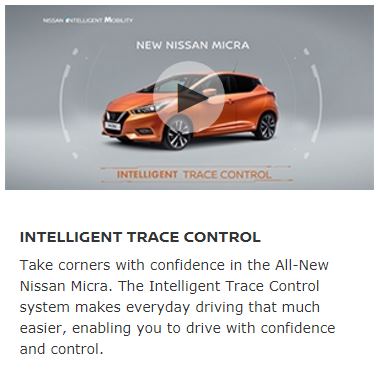 NISSAN INTELLIGENT MOBILITY
NEW NISSAN MICRA
INTELLIGENT TRACE CONTROL
INTELLIGENT TRACE CONTROL
Take corners with confidence in the All-New
Nissan Micra. The Intelligent Trace Control
system makes everyday driving that much
easier, enabling you to drive with confidence
and control.